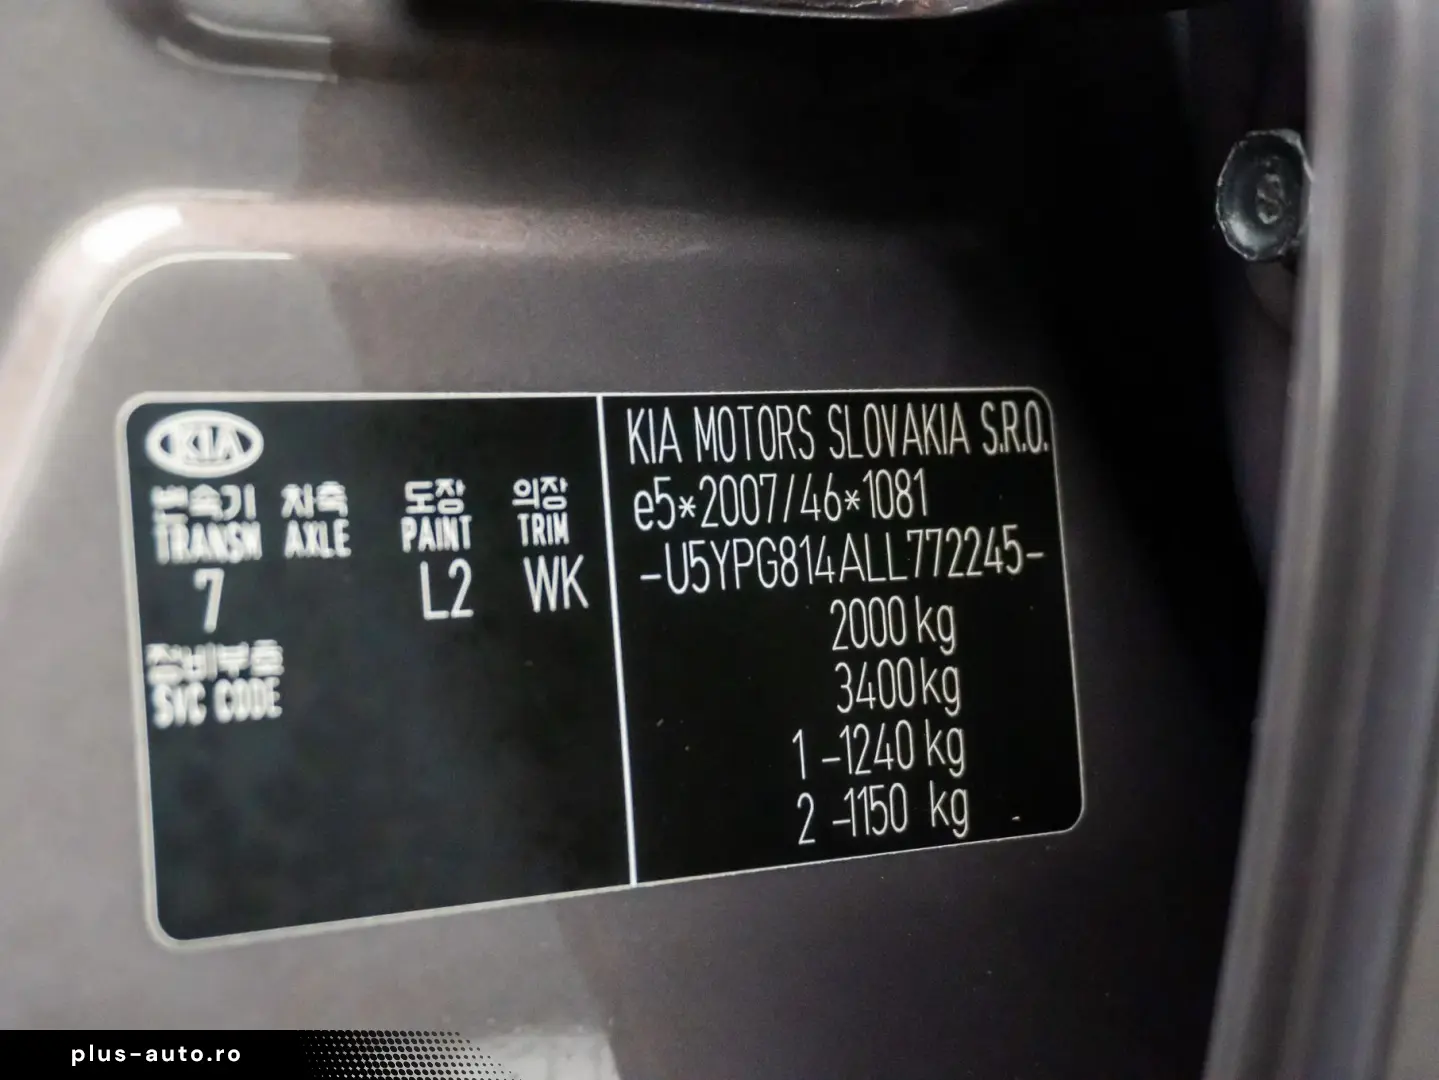 KIA
변속기 차축 도장 의장
TRANSM AXLE PAINT TRIM
7 L2 WK
장비부호
SVC CODE
KIA MOTORS SLOVAKIA S.R.O.
e5*2007/46*1081
-U5YPG814ALL772245-
2000 kg
3400 kg
1 -1240 kg
2 -1150 kg
plus-auto.ro